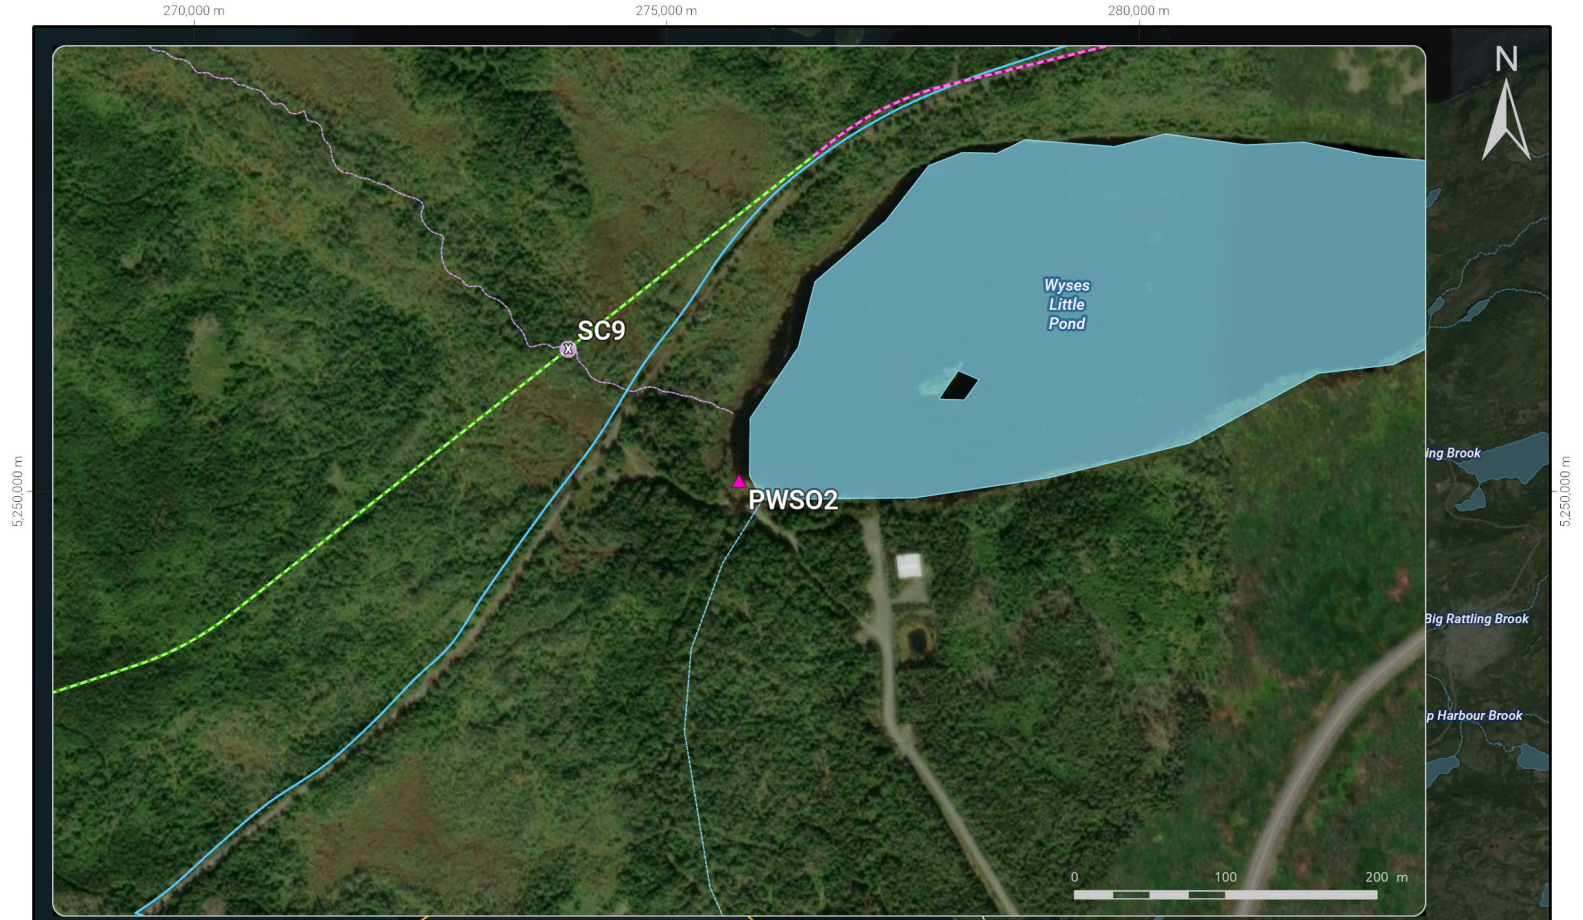 270,000 m 275,000 m 280,000 m
N
Wyses
Little
Pond
SC9
X
PWSO2
5,250,000 m
5,250,000 m
ing Brook
Big Rattling Brook
p Harbour Brook
0 100 200 m